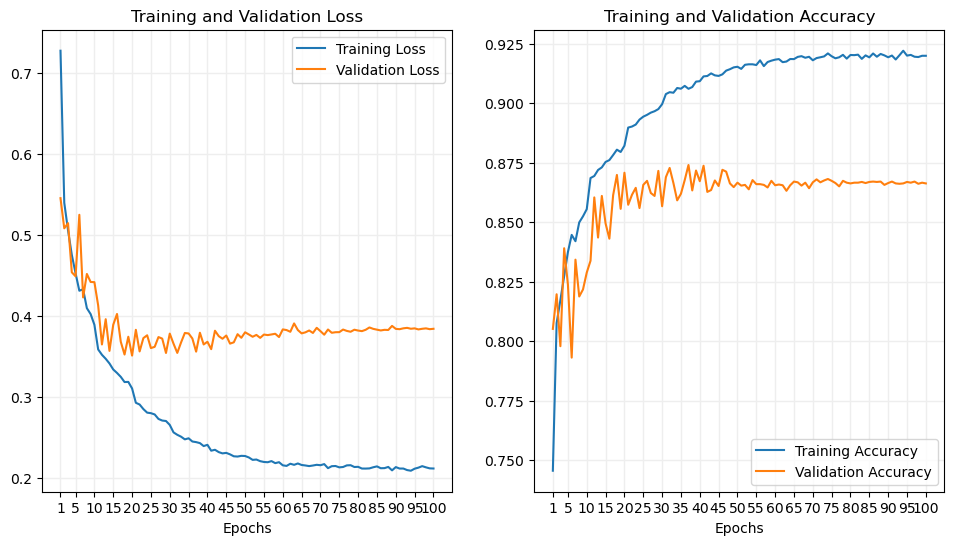 Training and Validation Loss
Training Loss
Validation Loss
0.7
0.6
0.5
0.4
0.3
0.2
1 5 10 15 20 25 30 35 40 45 50 55 60 65 70 75 80 85 90 95 100
Epochs
Training and Validation Accuracy
0.925
0.900
0.875
0.850
0.825
0.800
0.775
0.750
Training Accuracy
Validation Accuracy
1 5 10 15 20 25 30 35 40 45 50 55 60 65 70 75 80 85 90 95 100
Epochs